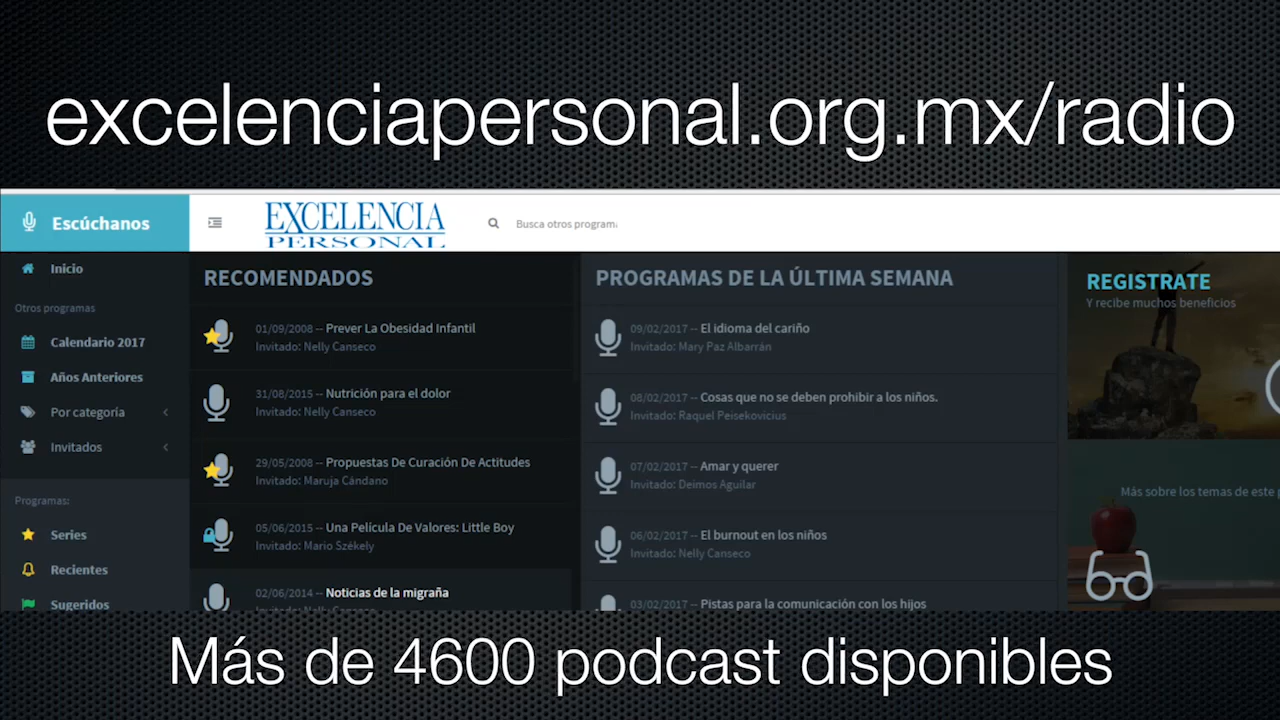 excelenciapersonal.org.mx/radio
Escúchanos
EXCELENCIA
PERSONAL
Busca otros programa
Inicio
Otros programas
Calendario 2017
Años Anteriores
Por categoría
Invitados
Programas:
Series
Recientes
Sugeridos
RECOMENDADOS
01/09/2008 -- Prever La Obesidad Infantil
Invitado: Nelly Canseco
31/08/2015 -- Nutrición para el dolor
Invitado: Nelly Canseco
29/05/2008 -- Propuestas De Curación De Actitudes
Invitado: Maruja Cándano
05/06/2015 -- Una Película De Valores: Little Boy
Invitado: Mario Székely
02/06/2014 -- Noticias de la migraña
Invitado: Nelly Canseco
PROGRAMAS DE LA ÚLTIMA SEMANA
09/02/2017 -- El idioma del cariño
Invitado: Mary Paz Albarrán
08/02/2017 -- Cosas que no se deben prohibir a los niños.
Invitado: Raquel Peisekovicius
07/02/2017 -- Amar y querer
Invitado: Deimos Aguilar
06/02/2017 -- El burnout en los niños
Invitado: Nelly Canseco
03/02/2017 -- Pistas para la comunicación con los hijos
REGISTRATE
Y recibe muchos beneficios
Más sobre los temas de este
Más de 4600 podcast disponibles